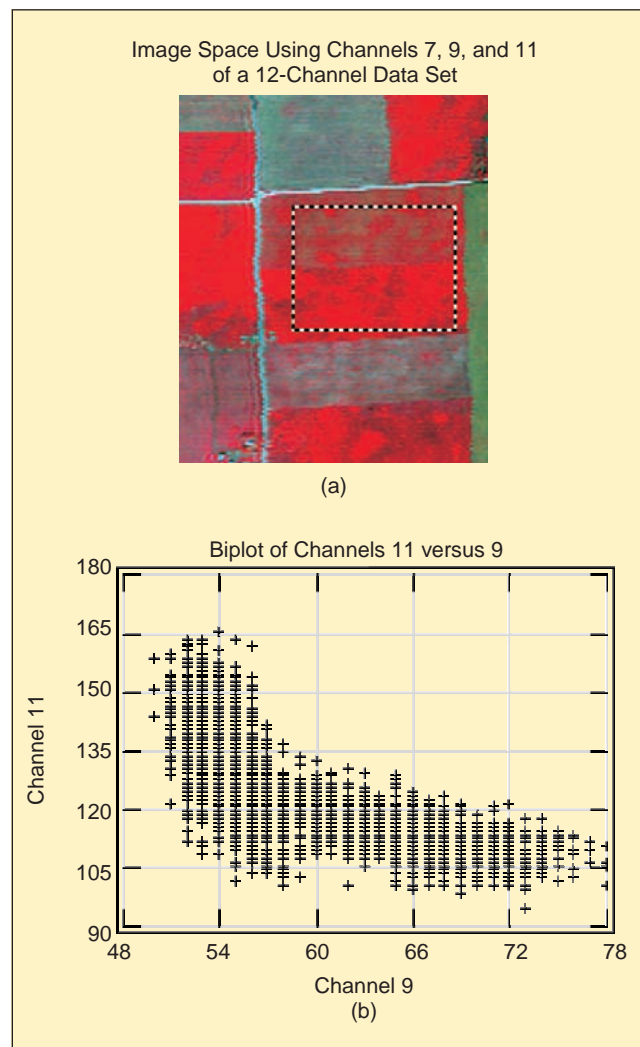 Image Space Using Channels 7, 9, and 11
of a 12-Channel Data Set
(a)
Biplot of Channels 11 versus 9
180
165
150
135
120
105
90
Channel 11
48 54 60 66 72 78
Channel 9
(b)